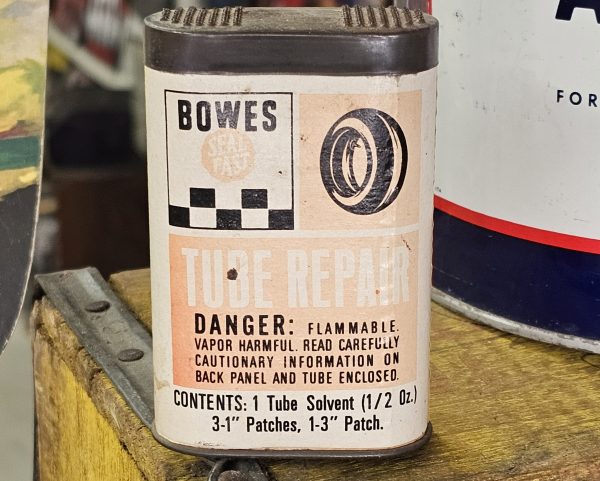 BOWES
SEAL
FAST
TUBE REPAIR
DANGER: FLAMMABLE.
VAPOR HARMFUL. READ CAREFULLY
CAUTIONARY INFORMATION ON
BACK PANEL AND TUBE ENCLOSED.
CONTENTS: 1 Tube Solvent (1/2 Oz.)
3-1" Patches, 1-3" Patch.
FOR